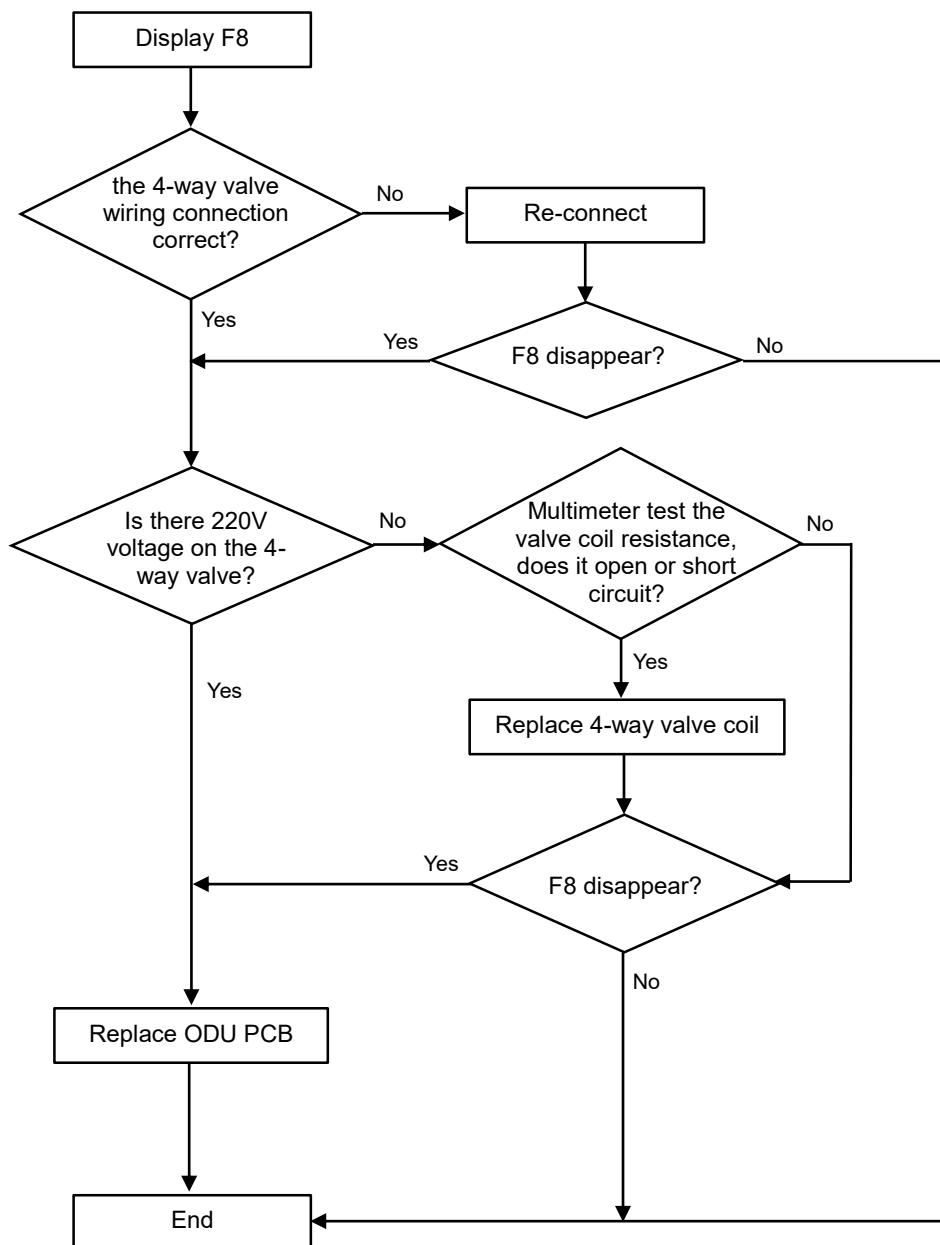 Display F8
the 4-way valve
wiring connection
correct?
No
Re-connect
Yes
Yes
F8 disappear?
No
Is there 220V
voltage on the 4-
way valve?
No
Multimeter test the
valve coil resistance,
does it open or short
circuit?
No
Yes
Yes
Replace 4-way valve coil
Yes
F8 disappear?
No
Replace ODU PCB
End